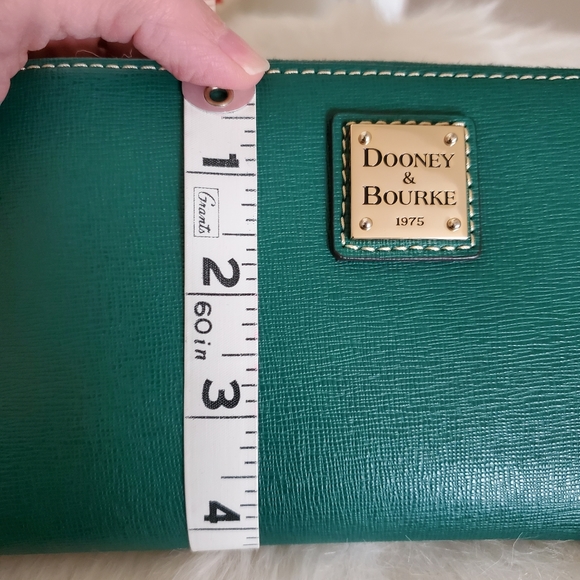 DOONEY
&
BOURKE
1975
1
Grants
2
60 in
3
4